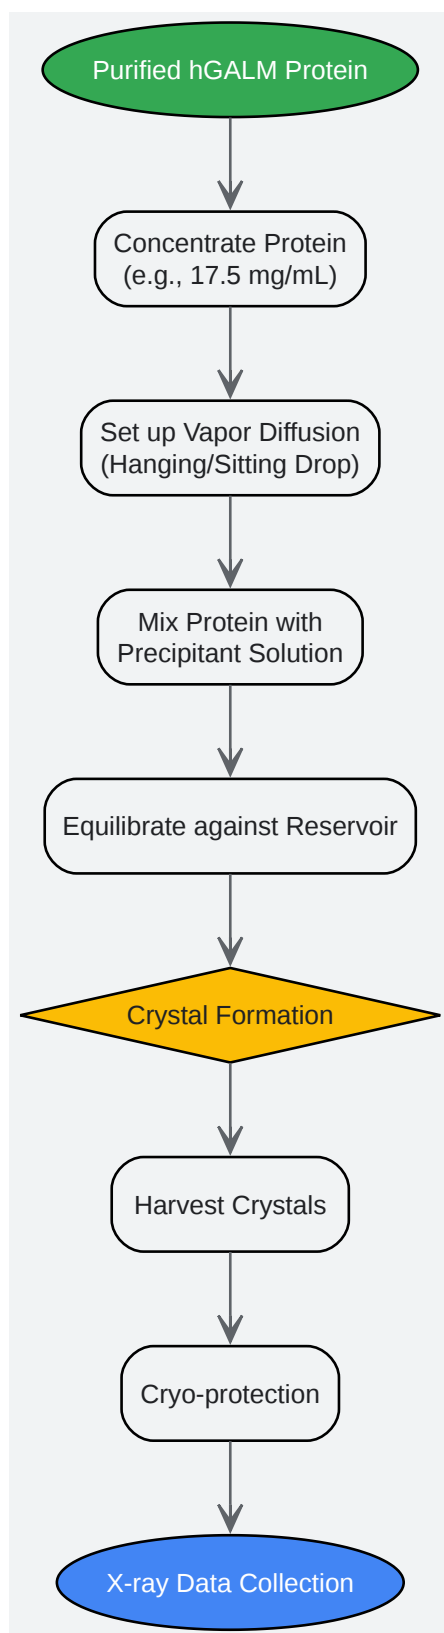 Purified hGALM Protein
Concentrate Protein
(e.g., 17.5 mg/mL)
Set up Vapor Diffusion
(Hanging/Sitting Drop)
Mix Protein with
Precipitant Solution
Equilibrate against Reservoir
Crystal Formation
Harvest Crystals
Cryo-protection
X-ray Data Collection